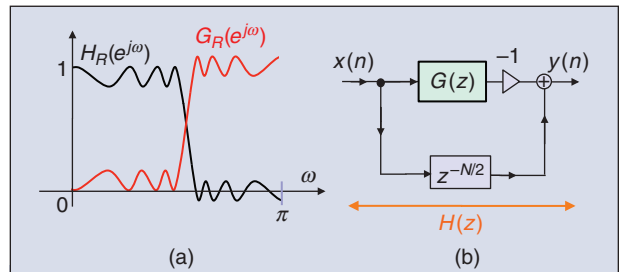 H_R(e^{jω})
G_R(e^{jω})
1
0
ω
π
(a)
x(n)
G(z)
−1
y(n)
z^{−N/2}
H(z)
(b)